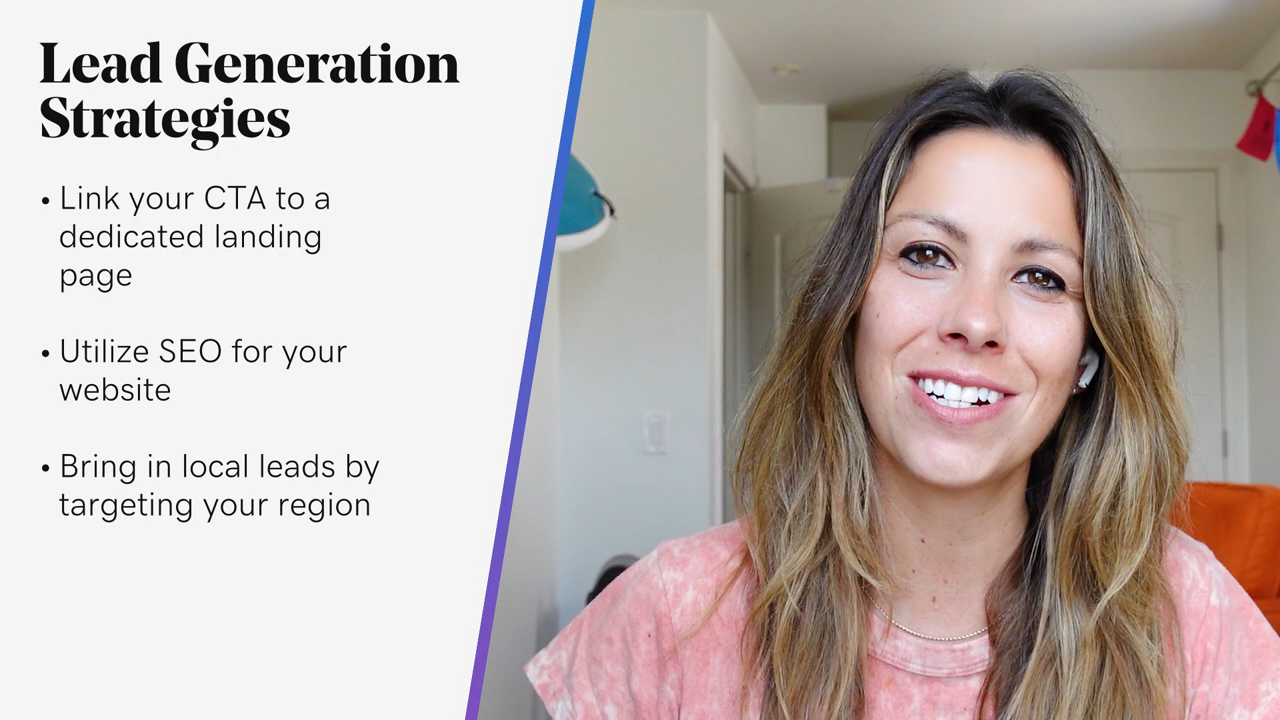 Lead Generation
Strategies
• Link your CTA to a
dedicated landing
page
• Utilize SEO for your
website
• Bring in local leads by
targeting your region